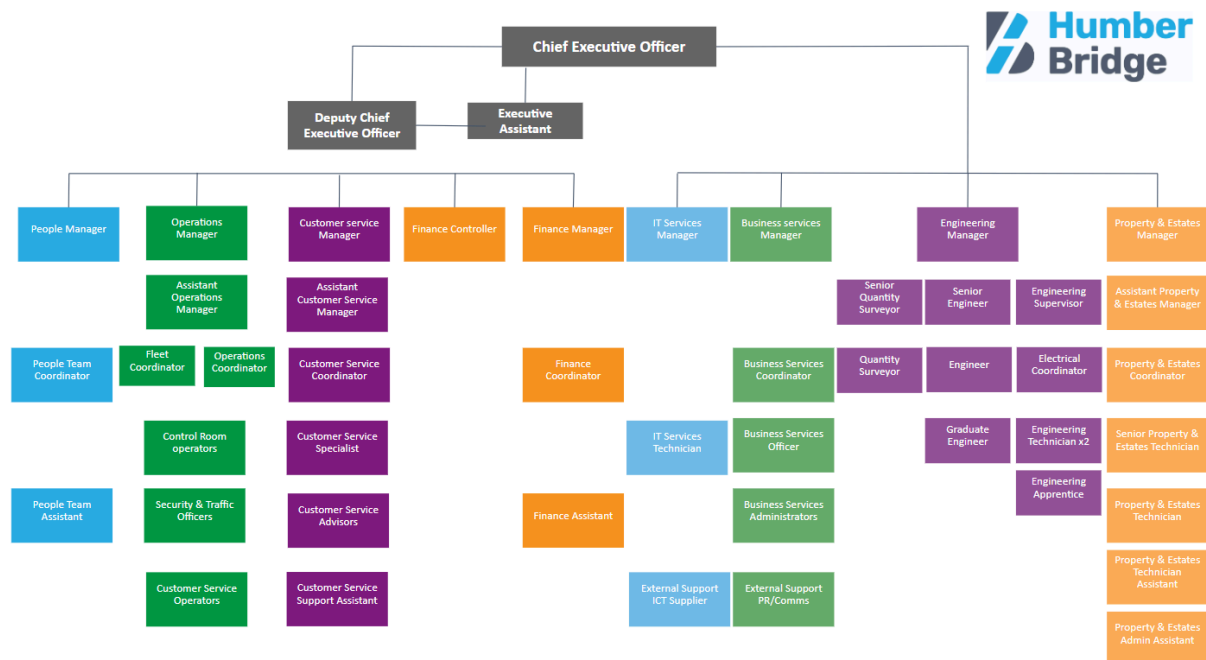 Humber
Bridge
Chief Executive Officer
Deputy Chief
Executive Officer
Executive
Assistant
People Manager
Operations
Manager
Customer service
Manager
Finance Controller
Finance Manager
IT Services
Manager
Business services
Manager
Engineering
Manager
Property & Estates
Manager
Assistant
Operations
Manager
Assistant
Customer Service
Manager
Senior
Quantity
Surveyor
Senior
Engineer
Engineering
Supervisor
Assistant Property
& Estates Manager
People Team
Coordinator
Fleet
Coordinator
Operations
Coordinator
Customer Service
Coordinator
Finance
Coordinator
Business Services
Coordinator
Quantity
Surveyor
Engineer
Electrical
Coordinator
Property & Estates
Coordinator
Control Room
operators
Customer Service
Specialist
IT Services
Technician
Business Services
Officer
Graduate
Engineer
Engineering
Technician x2
Senior Property &
Estates Technician
People Team
Assistant
Security & Traffic
Officers
Customer Service
Advisors
Finance Assistant
Business Services
Administrators
Engineering
Apprentice
Property & Estates
Technician
Customer Service
Operators
Customer Service
Support Assistant
External Support
ICT Supplier
External Support
PR/Comms
Property & Estates
Technician
Assistant
Property & Estates
Admin Assistant